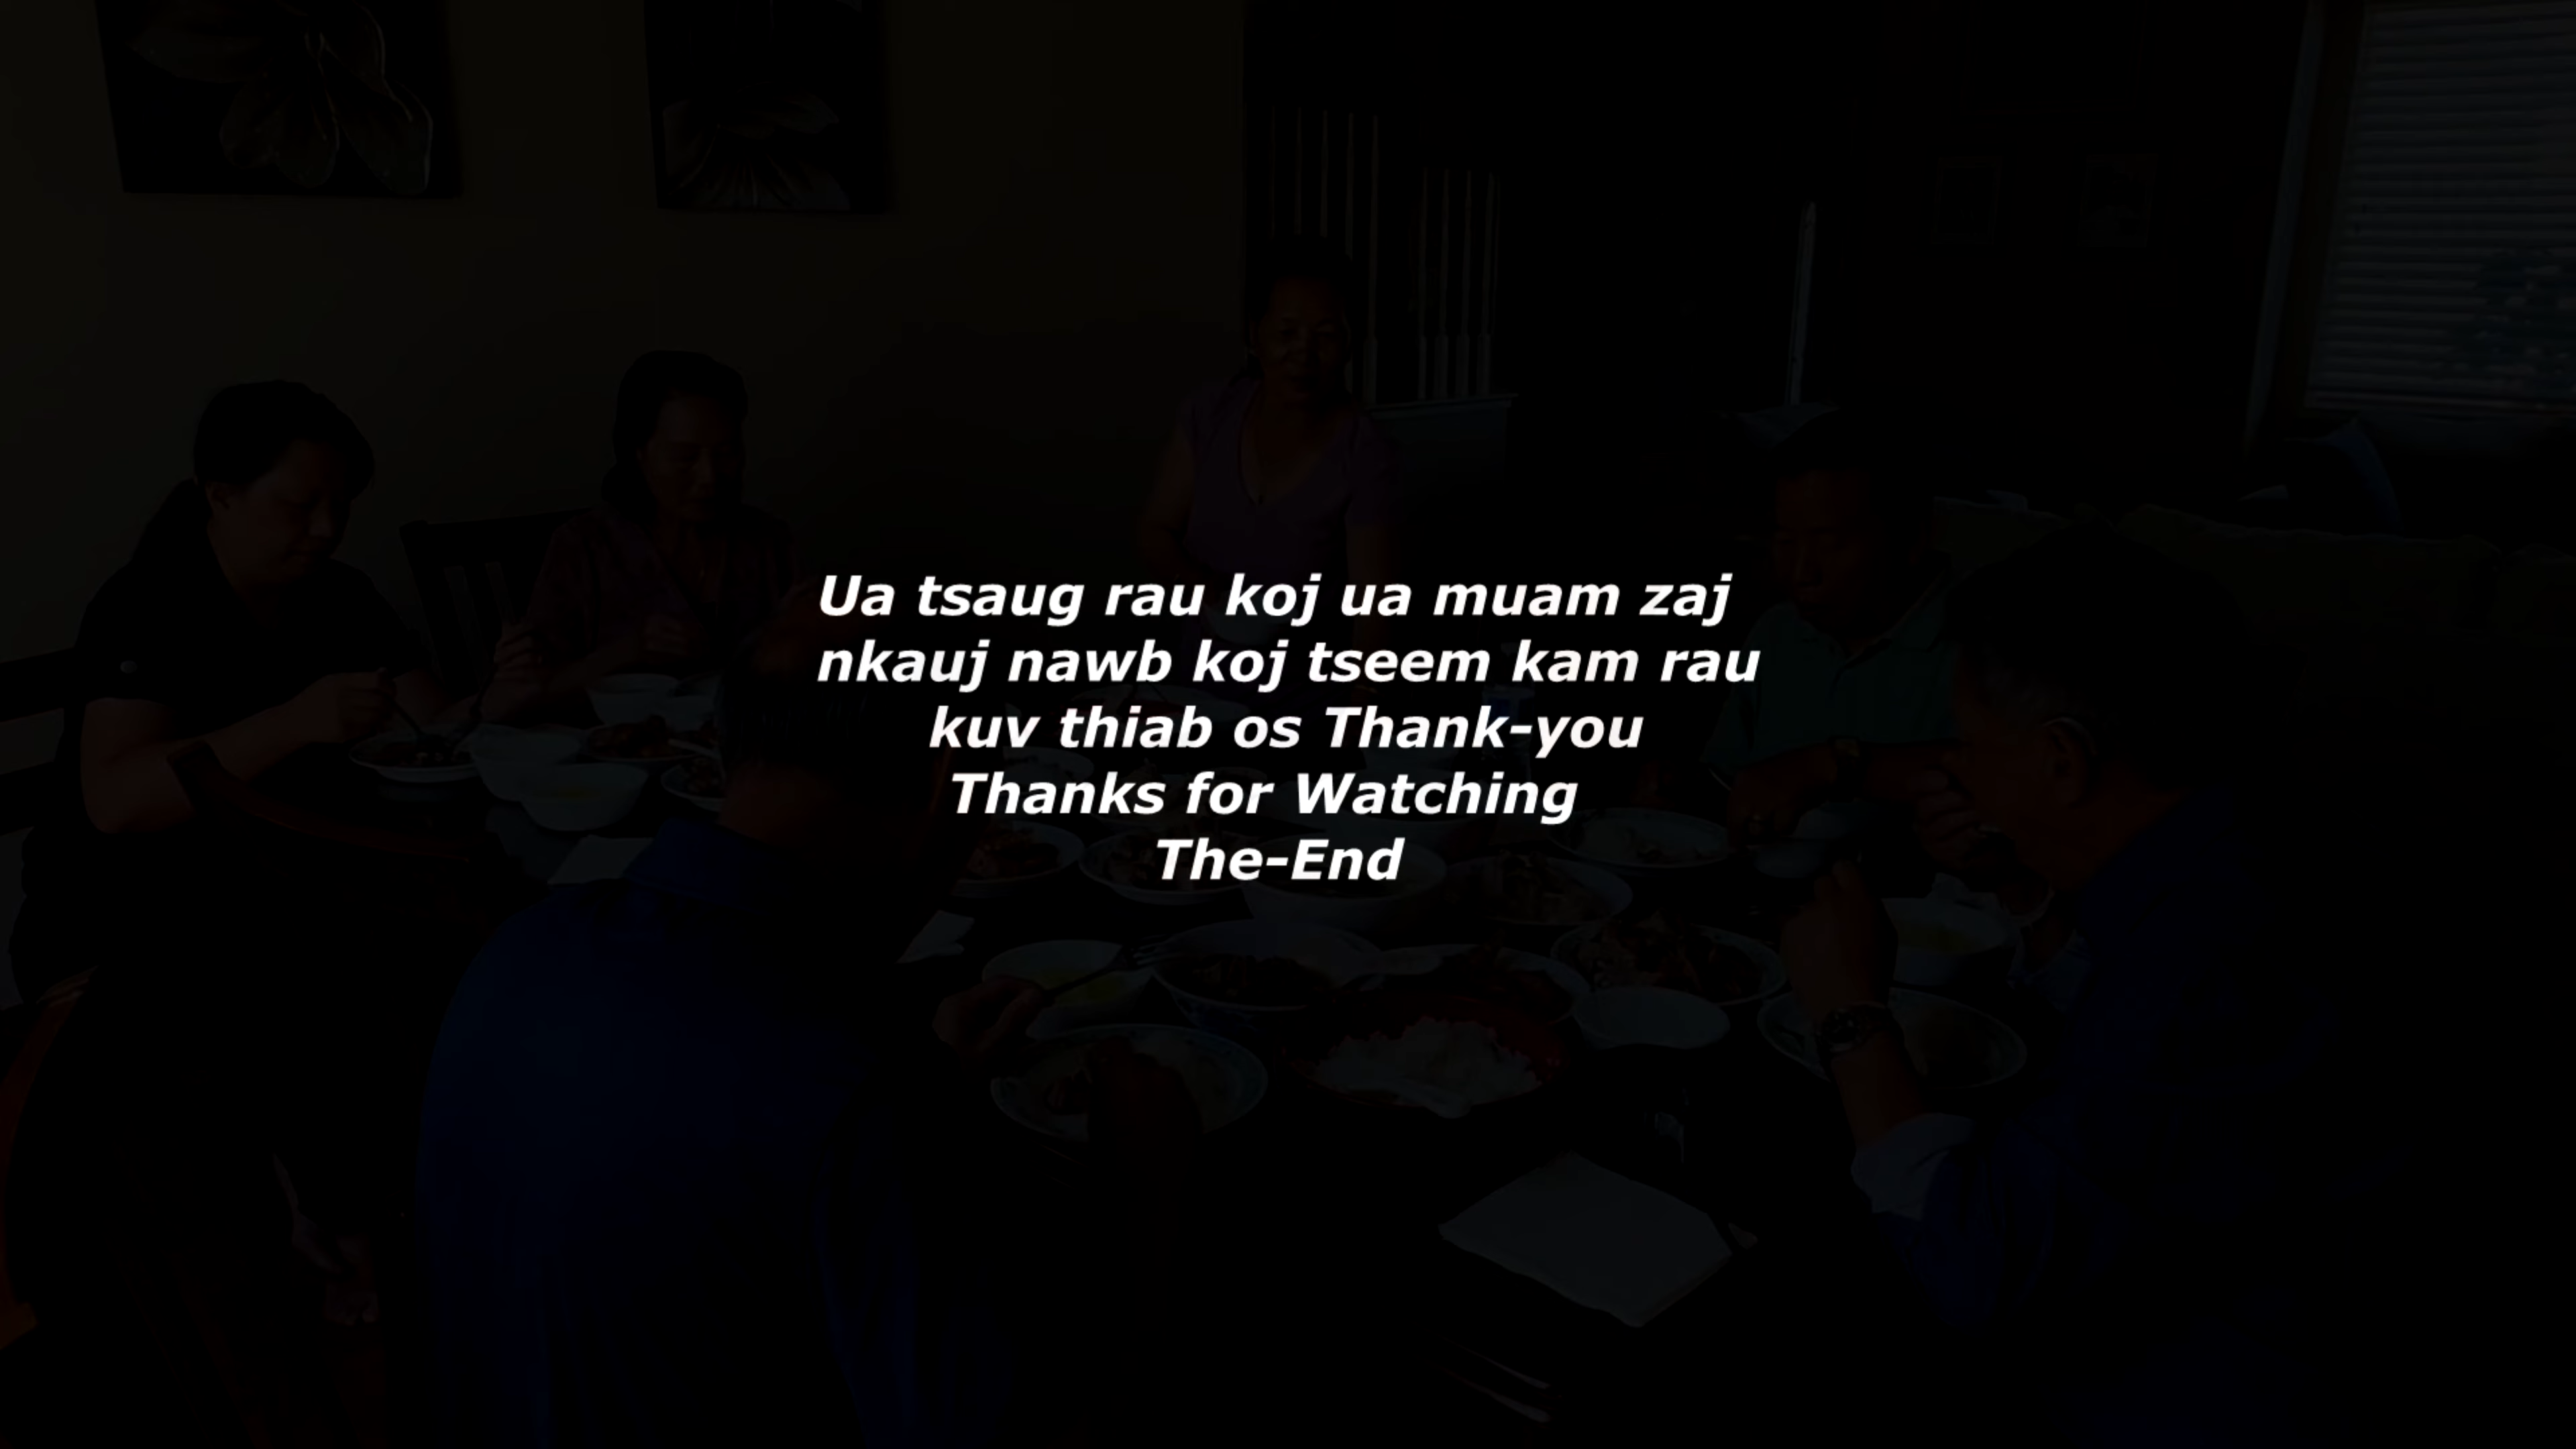 Ua tsaug rau koj ua muam zaj
nkauj nawb koj tseem kam rau
kuv thiab os Thank-you
Thanks for Watching
The-End